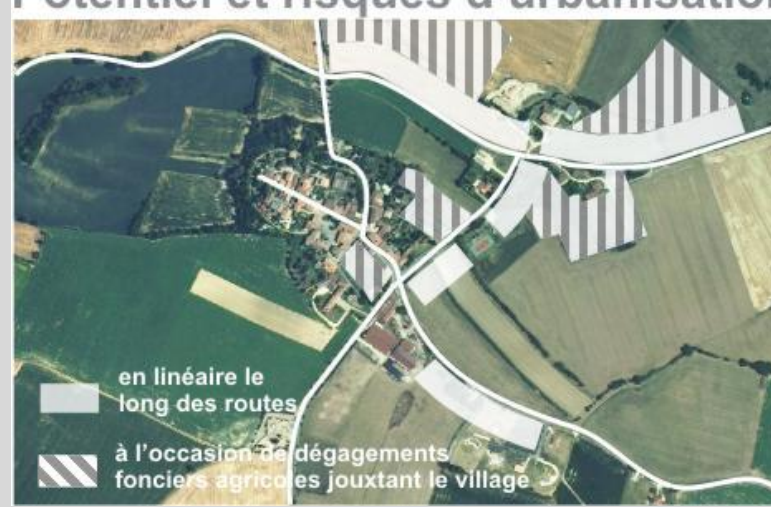 Potentiel et risques d'urbanisation
en linéaire le
long des routes
à l'occasion de dégagements
fonciers agricoles jouxtant le village